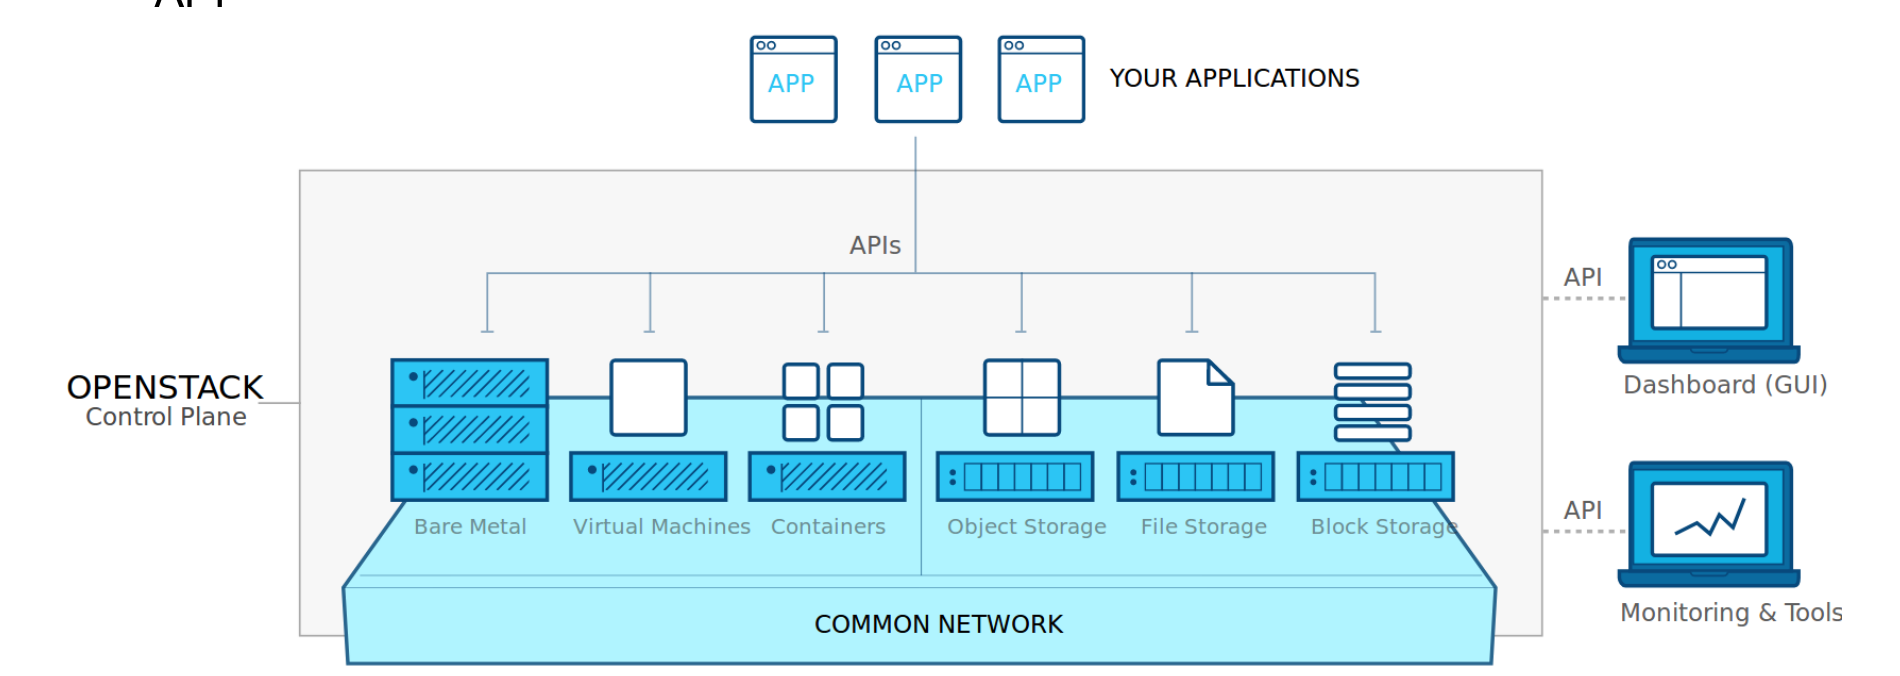 APP APP APP YOUR APPLICATIONS
APIs
API
OPENSTACK
Control Plane
Dashboard (GUI)
API
Bare Metal Virtual Machines Containers Object Storage File Storage Block Storage
Monitoring & Tools
COMMON NETWORK